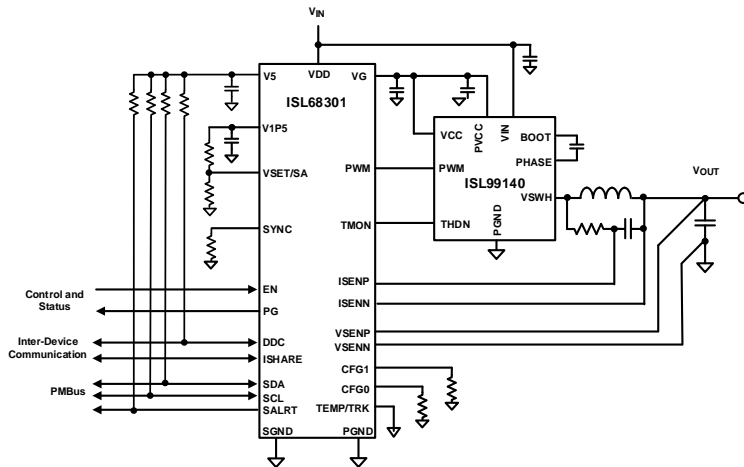 VIN
V5
VDD
VG
ISL68301
V1P5
VSET/SA
SYNC
EN
PG
DDC
ISHARE
SDA
SCL
SALRT
SGND
PGND
PWM
TMON
ISENP
ISENN
VSENP
VSENN
CFG1
CFG0
TEMP/TRK
VCC
PVCC
VIN
BOOT
PHASE
PWM
ISL99140
VSWH
THDN
PGND
VOUT
Control and
Status
Inter-Device
Communication
PMBus